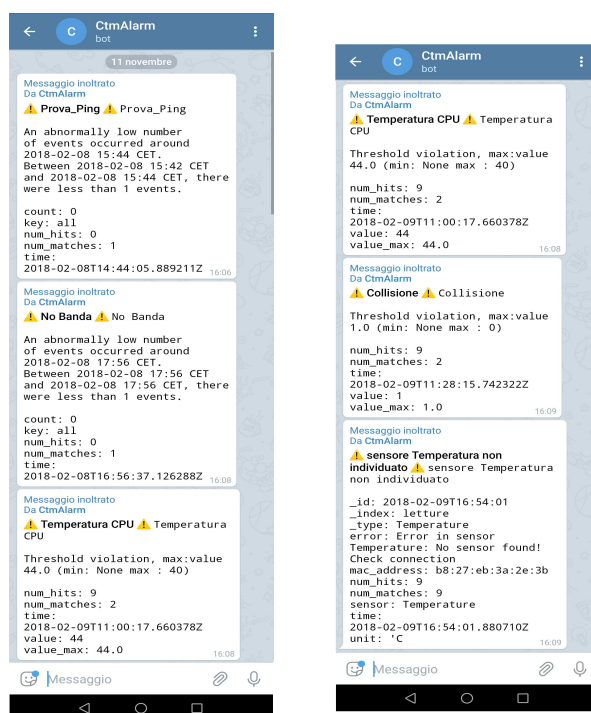 CtmAlarm
bot
11 novembre
Messaggio inoltrato
Da CtmAlarm
⚠ Prova_Ping ⚠ Prova_Ping
An abnormally low number
of events occurred around
2018-02-08 15:44 CET.
Between 2018-02-08 15:42 CET
and 2018-02-08 15:44 CET, there
were less than 1 events.
count: 0
key: all
num_hits: 0
num_matches: 1
time:
2018-02-08T14:44:05.889211Z 16:06
Messaggio inoltrato
Da CtmAlarm
⚠ No Banda ⚠ No Banda
An abnormally low number
of events occurred around
2018-02-08 17:56 CET.
Between 2018-02-08 17:56 CET
and 2018-02-08 17:56 CET, there
were less than 1 events.
count: 0
key: all
num_hits: 0
num_matches: 1
time:
2018-02-08T16:56:37.126288Z 16:08
Messaggio inoltrato
Da CtmAlarm
⚠ Temperatura CPU ⚠ Temperatura
CPU
Threshold violation, max:value
44.0 (min: None max : 40)
num_hits: 9
num_matches: 2
time:
2018-02-09T11:00:17.660378Z
value: 44
value_max: 44.0 16:08
Messaggio
C
CtmAlarm
bot
Messaggio inoltrato
Da CtmAlarm
⚠ Temperatura CPU ⚠ Temperatura
CPU
Threshold violation, max:value
44.0 (min: None max : 40)
num_hits: 9
num_matches: 2
time:
2018-02-09T11:00:17.660378Z
value: 44
value_max: 44.0 16:08
Messaggio inoltrato
Da CtmAlarm
⚠ Collisione ⚠ Collisione
Threshold violation, max:value
1.0 (min: None max : 0)
num_hits: 9
num_matches: 2
time:
2018-02-09T11:28:15.742322Z
value: 1
value_max: 1.0 16:09
Messaggio inoltrato
Da CtmAlarm
⚠ sensore Temperatura non
individuato ⚠ sensore Temperatura
non individuato
_id: 2018-02-09T16:54:01
_index: letture
_type: Temperature
error: Error in sensor
Temperature: No sensor found!
Check connection
mac_address: b8:27:eb:3a:2e:3b
num_hits: 9
num_matches: 9
sensor: Temperature
time:
2018-02-09T16:54:01.880710Z
unit: 'C 16:09
Messaggio